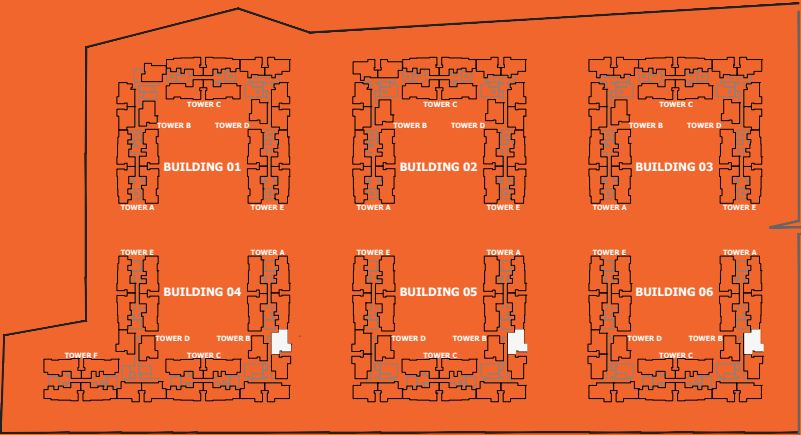 TOWER C TOWER C TOWER C
TOWER B TOWER D TOWER B TOWER D TOWER B TOWER D
BUILDING 01 BUILDING 02 BUILDING 03
TOWER A TOWER E TOWER A TOWER E TOWER A TOWER E
TOWER E TOWER A TOWER E TOWER A TOWER E TOWER A
BUILDING 04 BUILDING 05 BUILDING 06
TOWER D TOWER B TOWER D TOWER B TOWER D TOWER B
TOWER F TOWER C TOWER C TOWER C